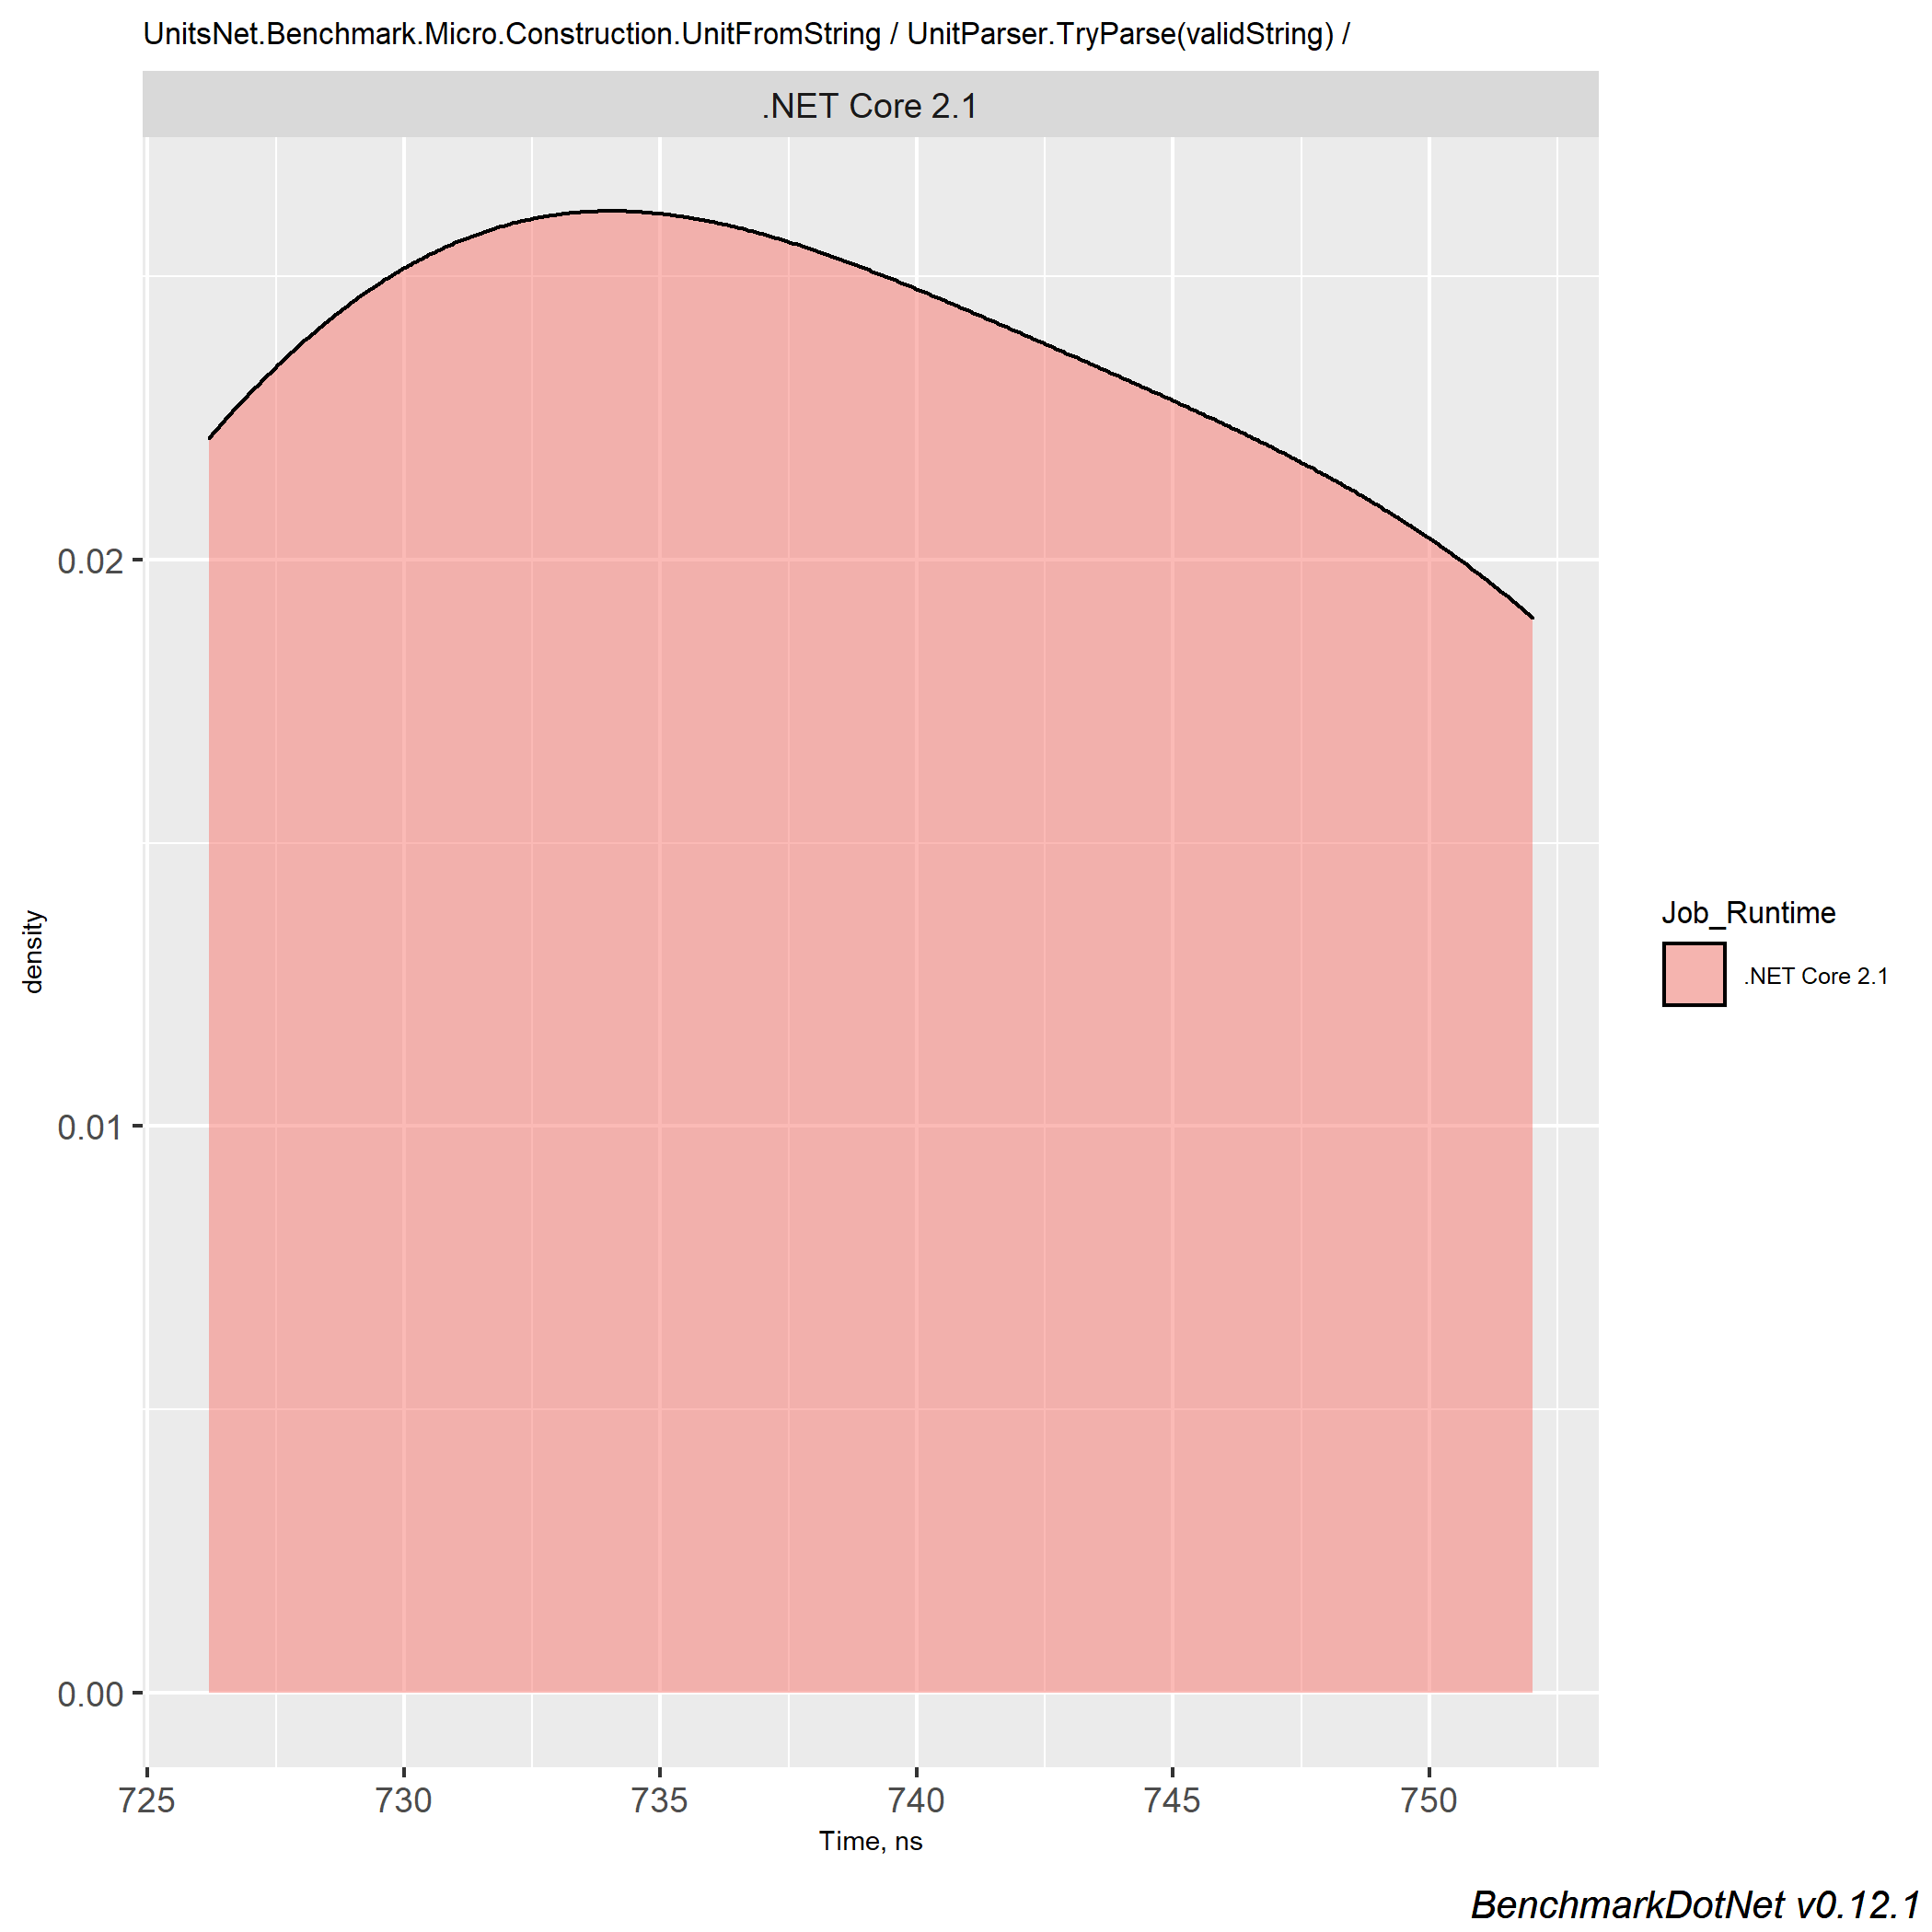 UnitsNet.Benchmark.Micro.Construction.UnitFromString / UnitParser.TryParse(validString) /
.NET Core 2.1
0.02
0.01
0.00
density
725 730 735 740 745 750
Time, ns
Job_Runtime
.NET Core 2.1
BenchmarkDotNet v0.12.1